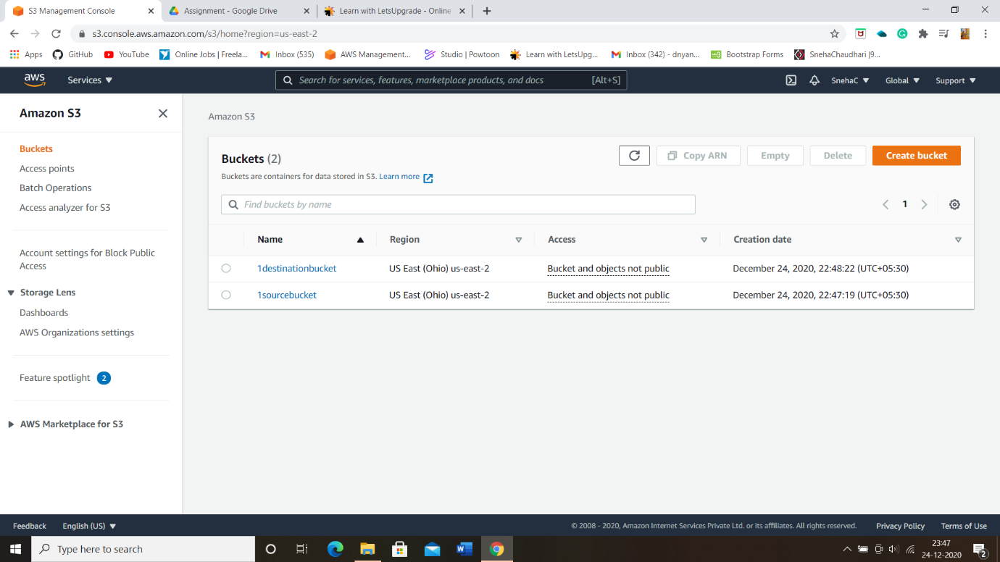 S3 Management Console
Assignment - Google Drive
Learn with LetsUpgrade - Online
s3.console.aws.amazon.com/s3/home?region=us-east-2
Apps GitHub YouTube Online Jobs | Freela... Inbox (535) AWS Management... Studio | Powtoon Learn with LetsUpg... Inbox (342) - dnyan... Bootstrap Forms SnehaChaudhari |9...
aws Services Search for services, features, marketplace products, and docs [Alt+S] SnehaC Global Support
Amazon S3
Buckets
Access points
Batch Operations
Access analyzer for S3
Account settings for Block Public
Access
Storage Lens
Dashboards
AWS Organizations settings
Feature spotlight 2
AWS Marketplace for S3
Amazon S3
Buckets (2)
Copy ARN Empty Delete Create bucket
Buckets are containers for data stored in S3. Learn more
Find buckets by name
1
Name Region Access Creation date
1destinationbucket US East (Ohio) us-east-2 Bucket and objects not public December 24, 2020, 22:48:22 (UTC+05:30)
1sourcebucket US East (Ohio) us-east-2 Bucket and objects not public December 24, 2020, 22:47:19 (UTC+05:30)
Feedback English (US) © 2008 - 2020, Amazon Internet Services Private Ltd. or its affiliates. All rights reserved. Privacy Policy Terms of Use
Type here to search
23:47
24-12-2020
2